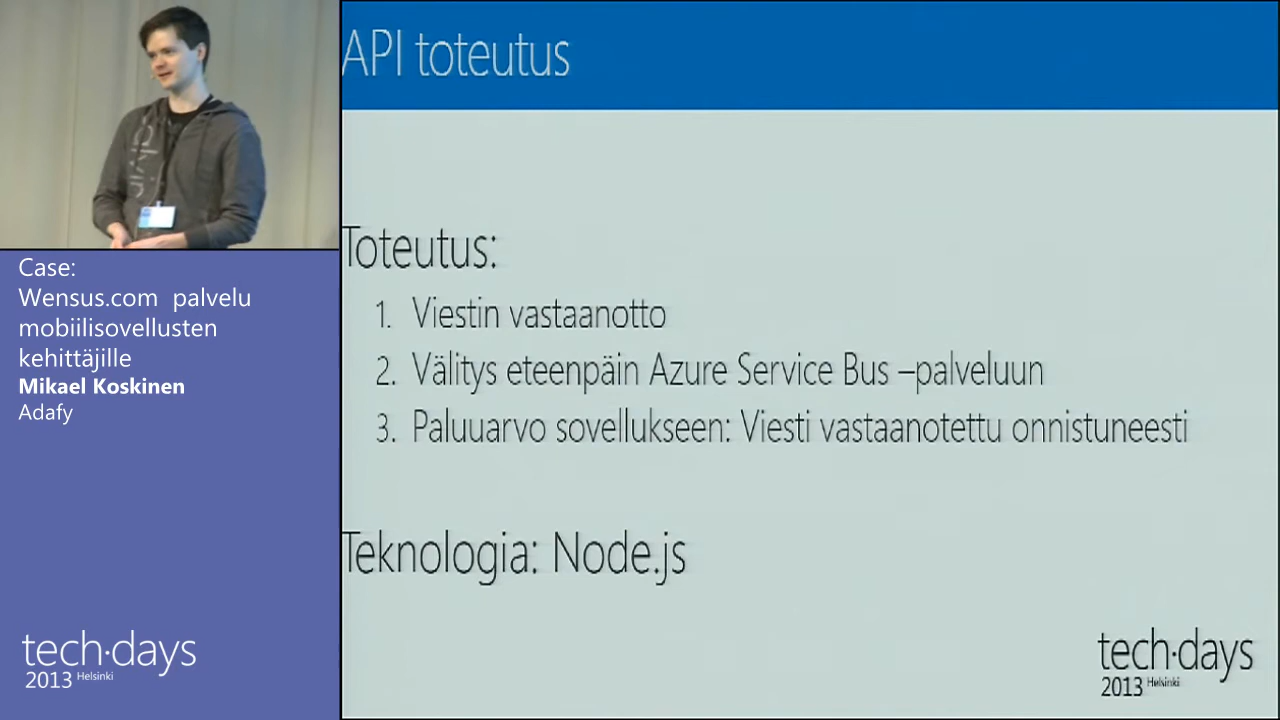 API toteutus
Toteutus:
1. Viestin vastaanotto
2. Välitys eteenpäin Azure Service Bus –palveluun
3. Paluuarvo sovellukseen: Viesti vastaanotettu onnistuneesti
Teknologia: Node.js
tech·days
2013 Helsinki
Case:
Wensus.com palvelu
mobiilisovellusten
kehittäjille
Mikael Koskinen
Adafy
tech·days
2013 Helsinki